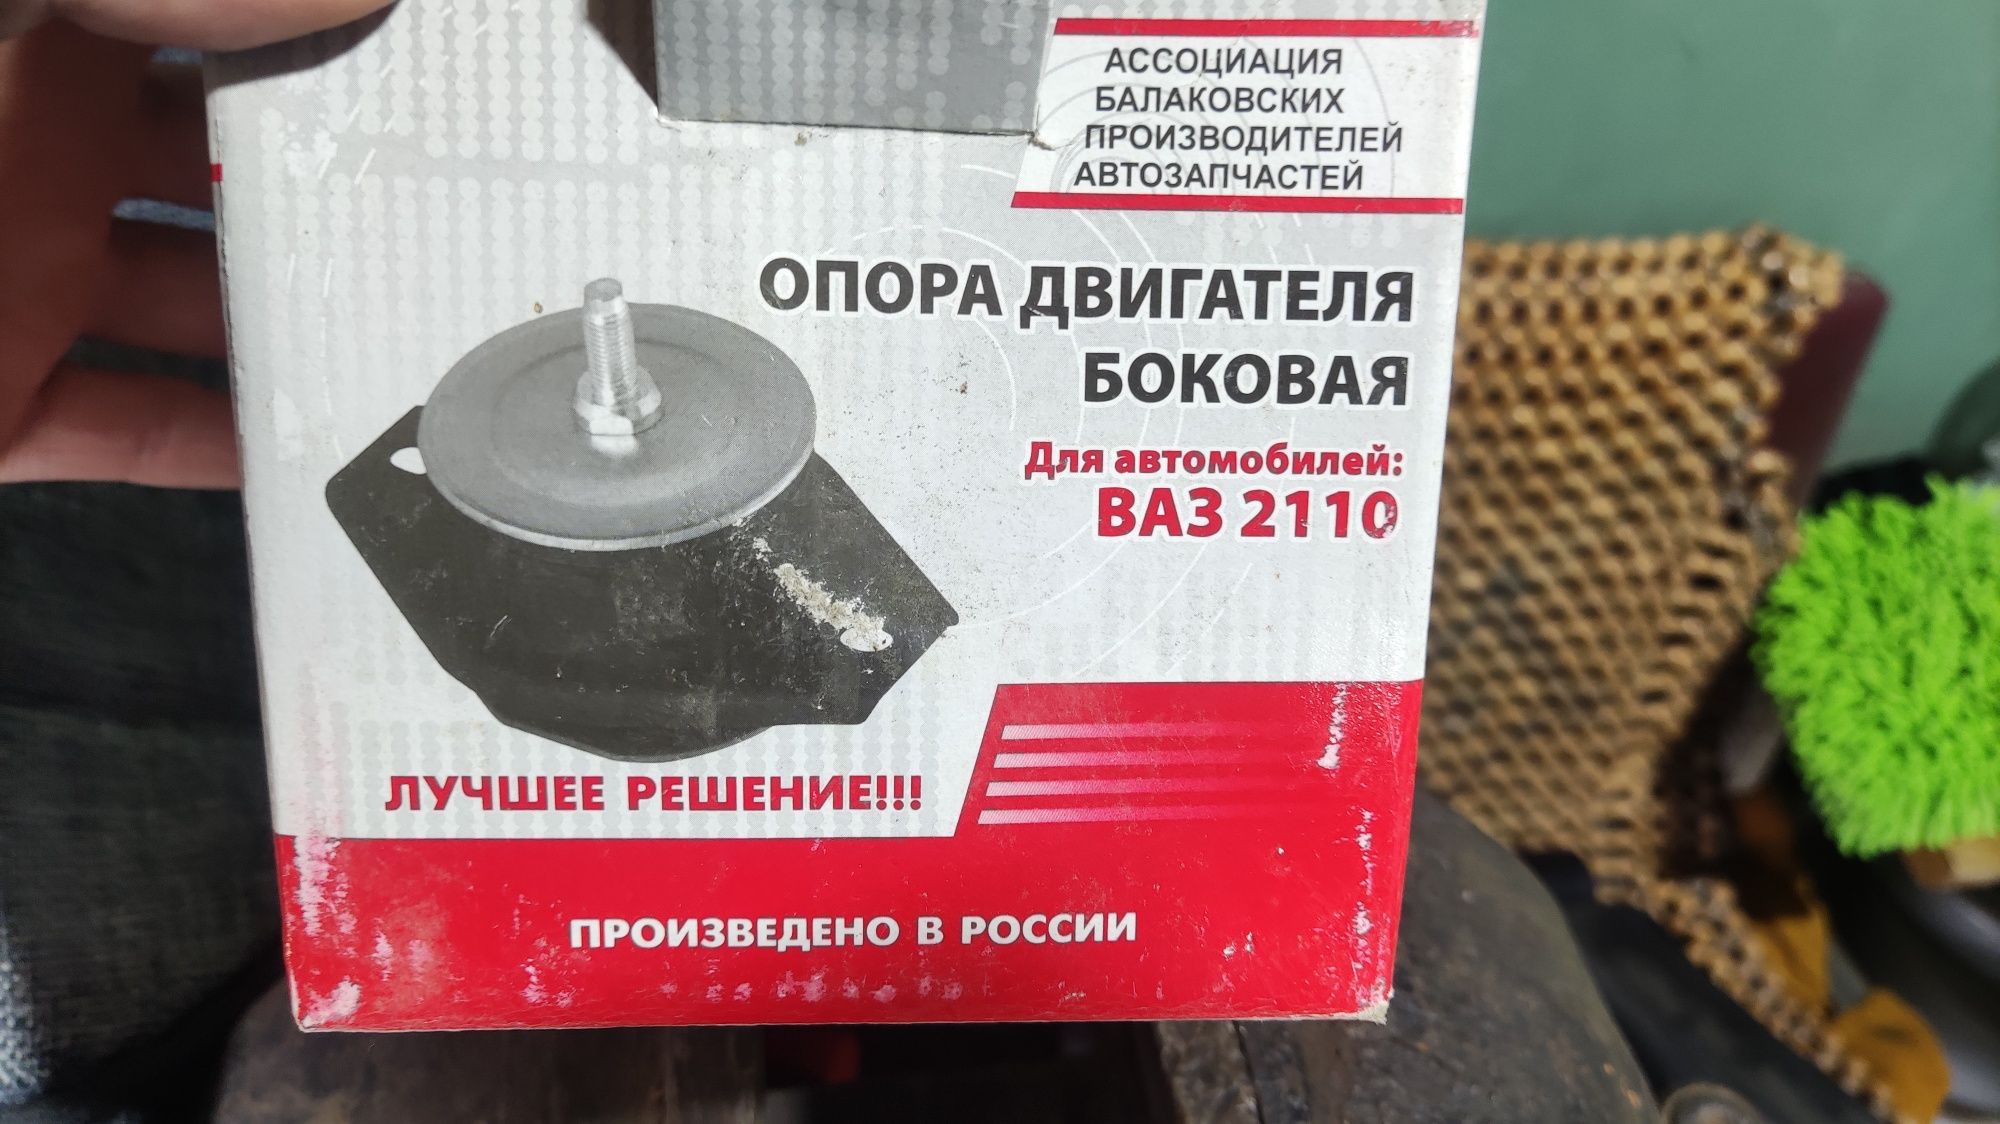 АССОЦИАЦИЯ
БАЛАКОВСКИХ
ПРОИЗВОДИТЕЛЕЙ
АВТОЗАПЧАСТЕЙ
ОПОРА ДВИГАТЕЛЯ
БОКОВАЯ
Для автомобилей:
ВАЗ 2110
ЛУЧШЕЕ РЕШЕНИЕ!!!
ПРОИЗВЕДЕНО В РОССИИ